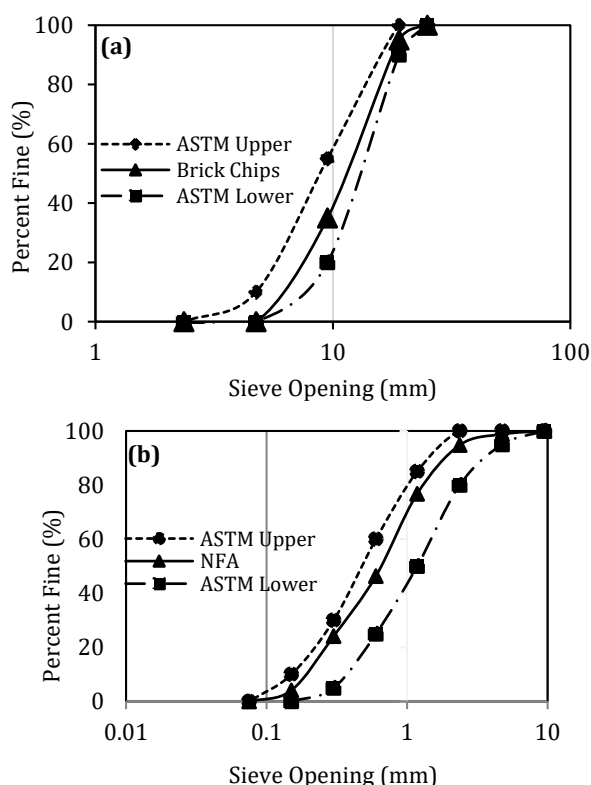 (a)
100
80
60
40
20
0
Percent Fine (%)
ASTM Upper
Brick Chips
ASTM Lower
1
10
100
Sieve Opening (mm)
(b)
100
80
60
40
20
0
Percent Fine (%)
ASTM Upper
NFA
ASTM Lower
0.01
0.1
1
10
Sieve Opening (mm)